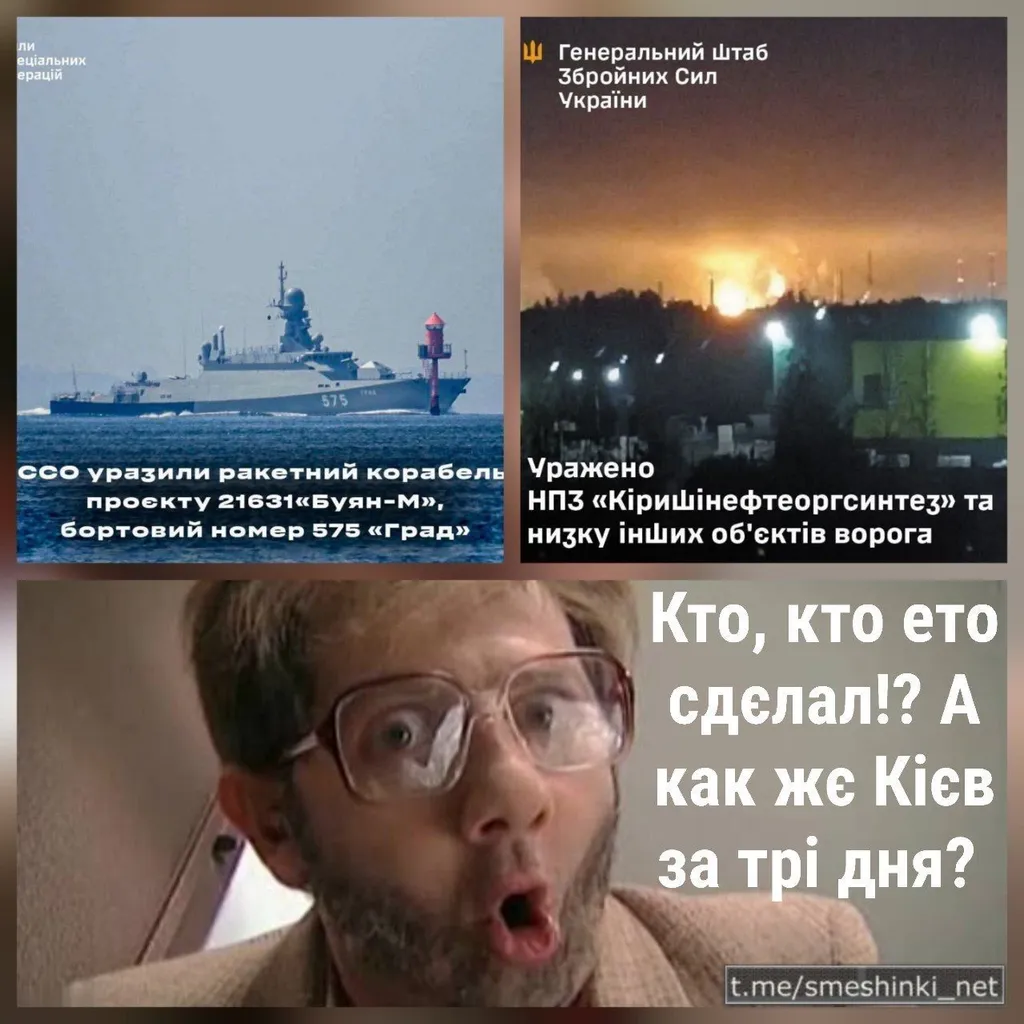 ли
еціальних
ерацій
ССО уразили ракетний корабель
проєкту 21631«Буян-М»,
бортовий номер 575 «Град»
575
ГРАД
Генеральний Штаб
Збройних Сил
України
Уражено
НПЗ «Кірішінефтеоргсинтез» та
низку інших об'єктів ворога
Кто, кто ето
сдєлал!? А
как жє Кієв
за трі дня?
t.me/smeshinki_net